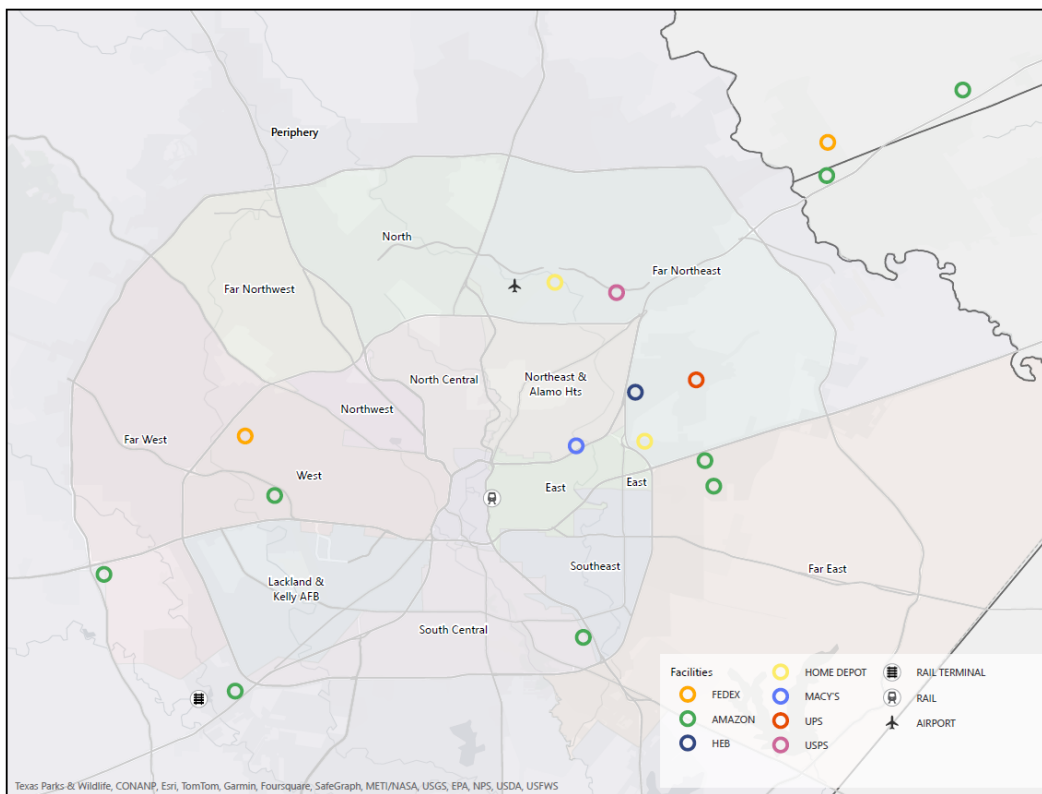 Periphery
North
Far Northeast
Far Northwest
North Central
Northeast &
Alamo Hts
Northwest
Far West
West
East
East
Southeast
Far East
Lackland &
Kelly AFB
South Central
Facilities
FEDEX
AMAZON
HEB
HOME DEPOT
MACY'S
UPS
USPS
RAIL TERMINAL
RAIL
AIRPORT
Texas Parks & Wildlife, CONANP, Esri, TomTom, Garmin, Foursquare, SafeGraph, METI/NASA, USGS, EPA, NPS, USDA, USFWS